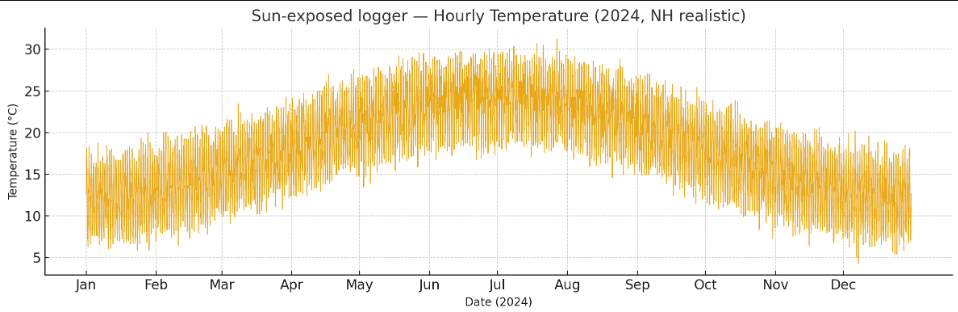 Sun-exposed logger — Hourly Temperature (2024, NH realistic)
Temperature (°C)
30
25
20
15
10
5
Jan Feb Mar Apr May Jun Jul Aug Sep Oct Nov Dec
Date (2024)